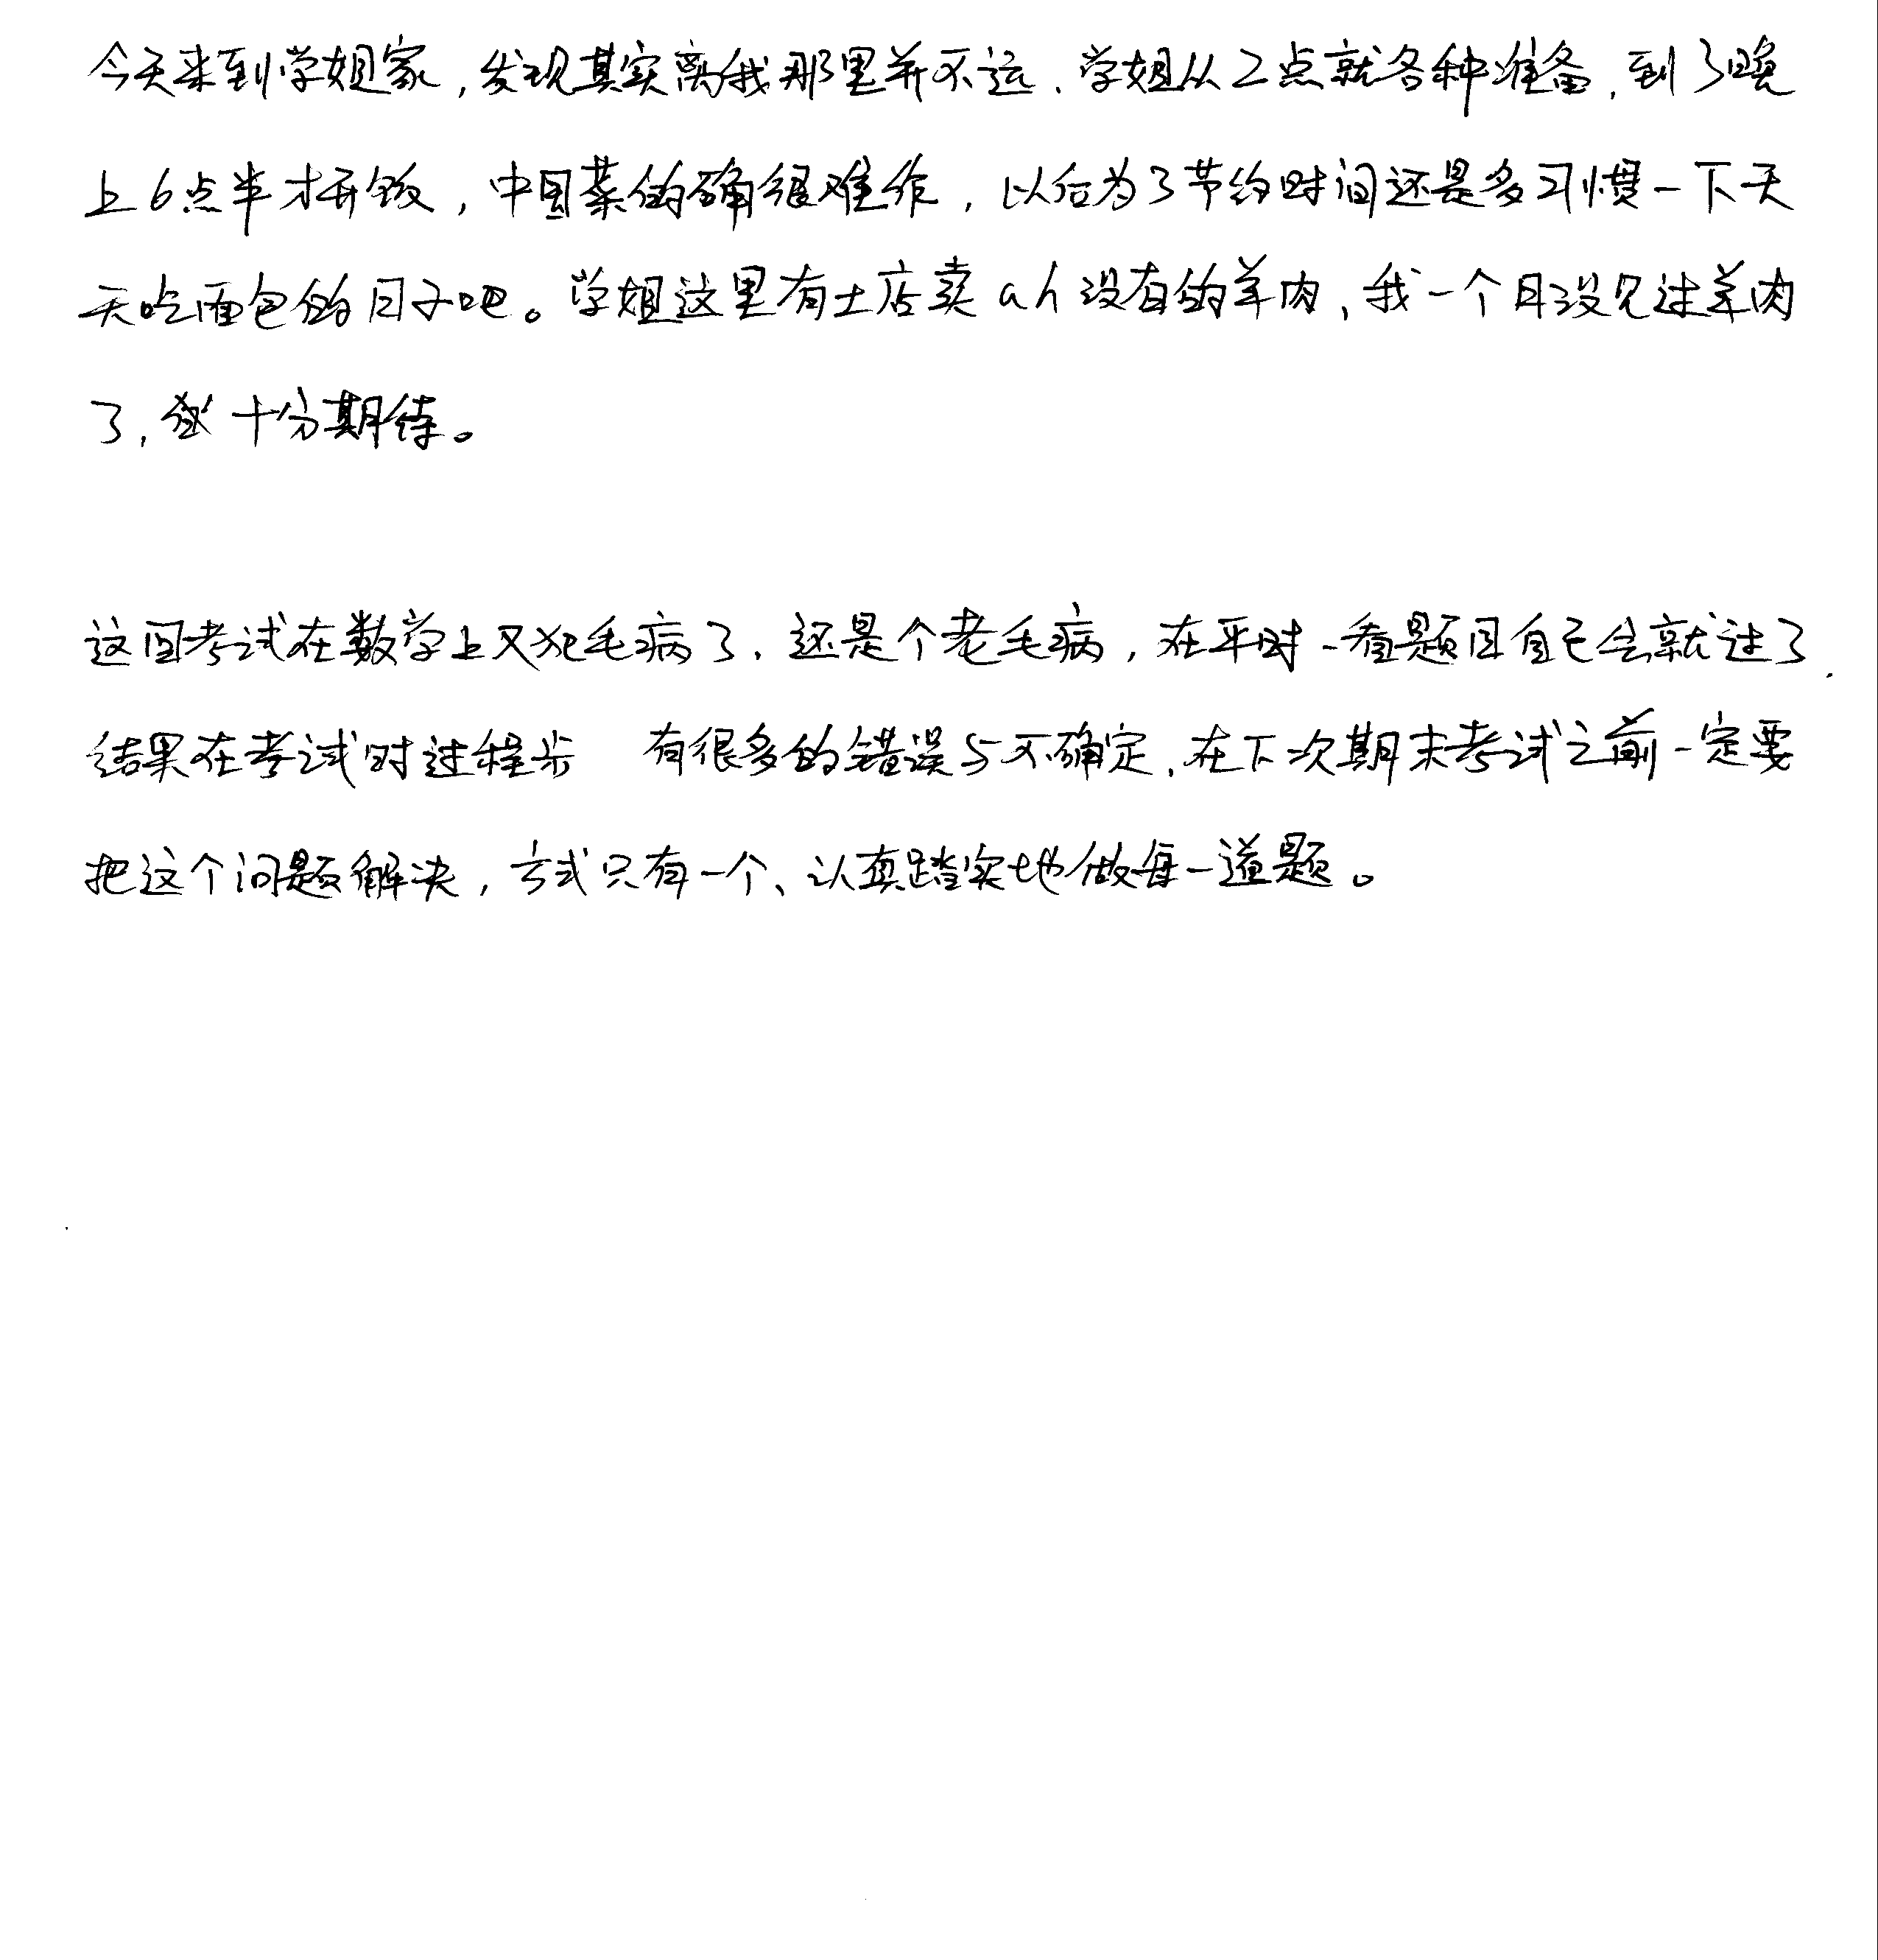 今天来到学姐家,发现其实离我那里并不远.学姐从2点就各种准备,到了晚
上6点半才开饭,中国菜的确很难作,以后为了节约时间还是多习惯一下天
天吃面包的日子吧。学姐这里有土店卖ah没有的羊肉,我一个月没见过羊肉
了,十分期待。
这回考试在数学上又犯毛病了.还是个老毛病,在平时一看题目自己会就过了.
结果在考试时过程步 有很多的错误与不确定,在下次期末考试之前一定要
把这个问题解决,方式只有一个、认真踏实地做每一道题。